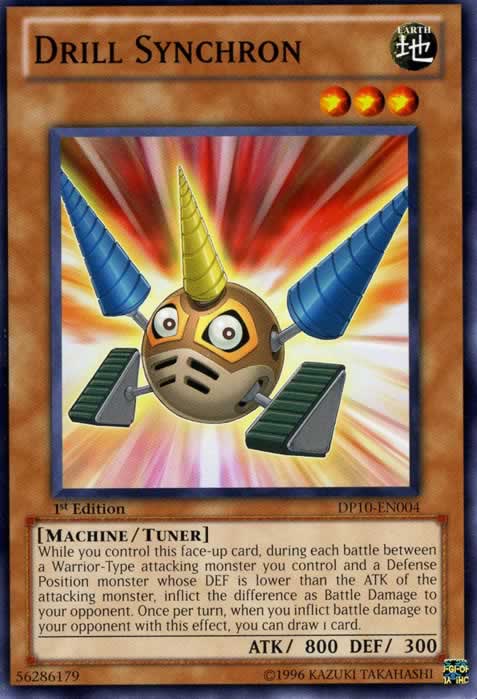 DRILL SYNCHRON
EARTH
地
1st Edition
DP10-EN004
[MACHINE/TUNER]
While you control this face-up card, during each battle between
a Warrior-Type attacking monster you control and a Defense
Position monster whose DEF is lower than the ATK of the
attacking monster, inflict the difference as Battle Damage to
your opponent. Once per turn, when you inflict battle damage to
your opponent with this effect, you can draw 1 card.
ATK/ 800 DEF/ 300
56286179
©1996 KAZUKI TAKAHASHI